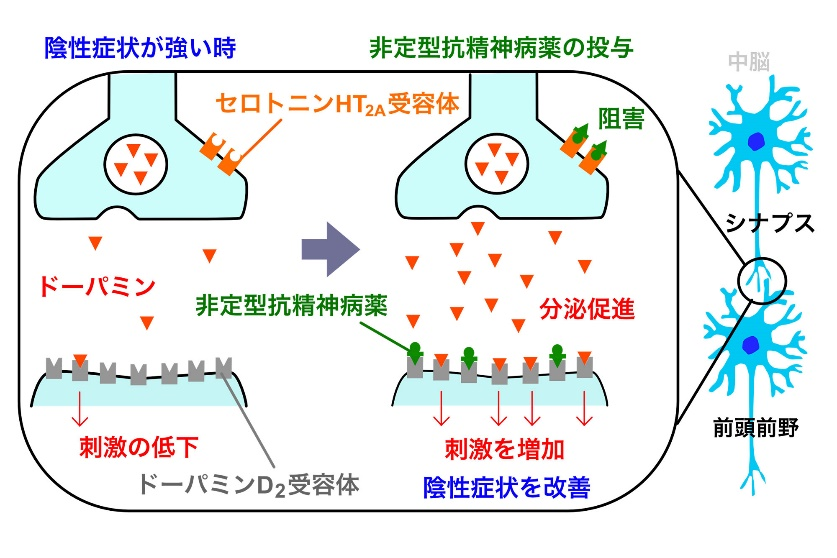 陰性症状が強い時
非定型抗精神病薬の投与
中脳
セロトニンHT2A受容体
阻害
シナプス
ドーパミン
非定型抗精神病薬
分泌促進
前頭前野
刺激の低下
刺激を増加
ドーパミンD2受容体
陰性症状を改善